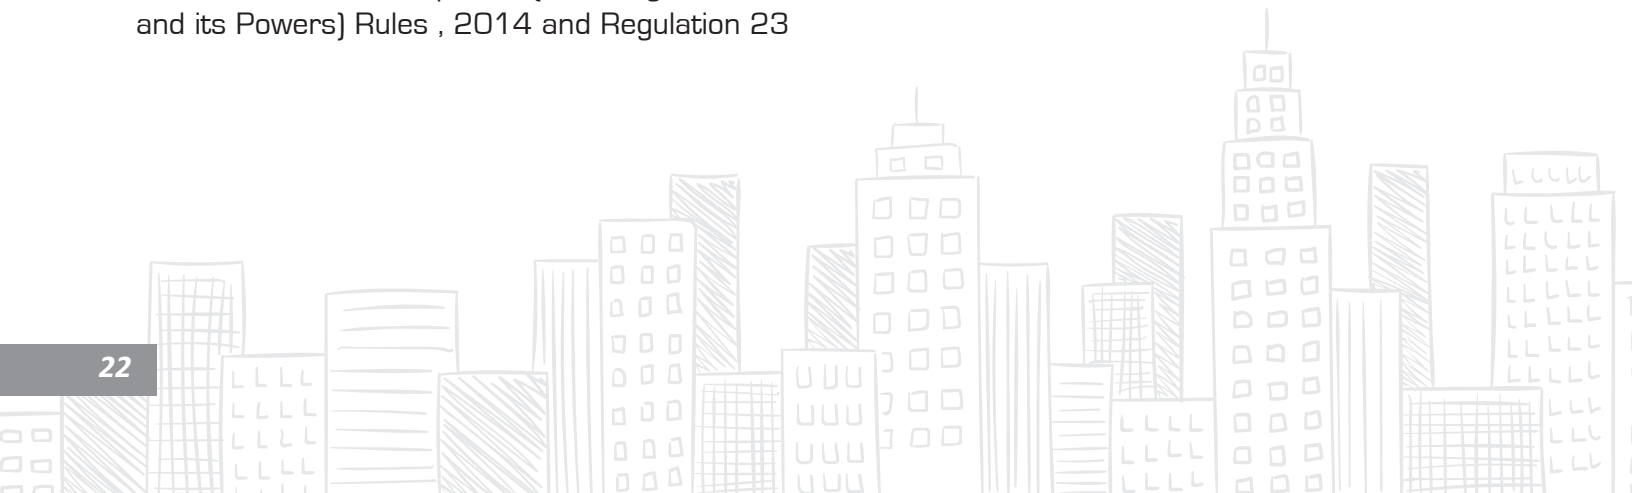 and its Powers) Rules , 2014 and Regulation 23
22